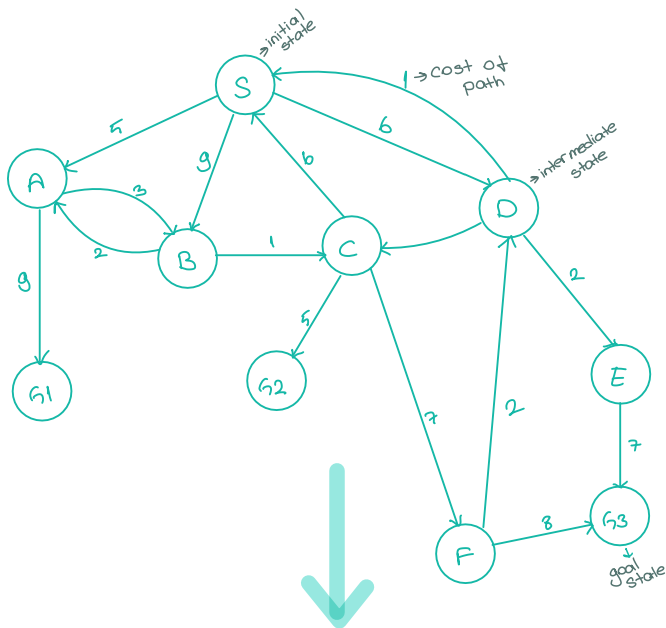 →initial
state
S
1 → cost of
path
5
6
9
6
→intermediate
state
A
3
D
2
B
1
C
9
5
2
G1
G2
E
7
2
7
8
G3
F
goal
state